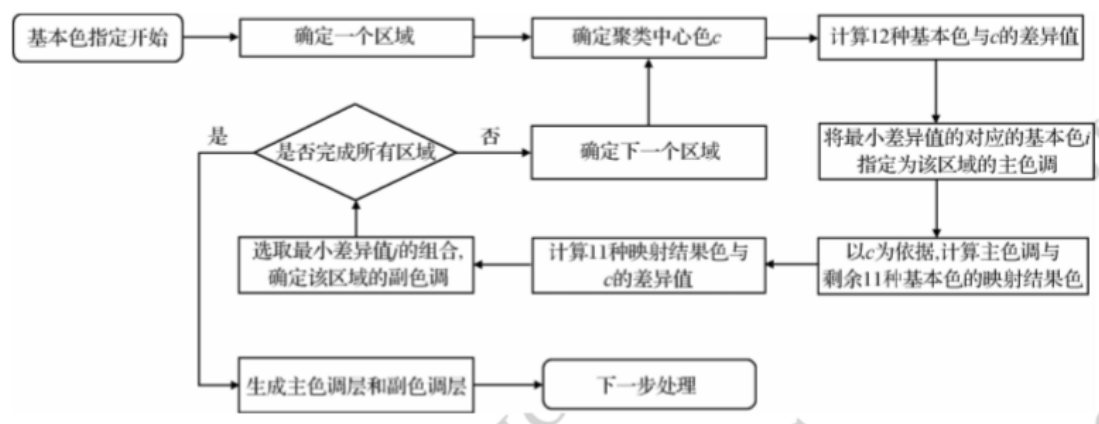 基本色指定开始
确定一个区域
确定聚类中心色c
计算12种基本色与c的差异值
将最小差异值的对应的基本色i
指定为该区域的主色调
以c为依据,计算主色调与
剩余11种基本色的映射结果色
计算11种映射结果色与
c的差异值
选取最小差异值j的组合,
确定该区域的副色调
是否完成所有区域
否
确定下一个区域
是
生成主色调层和副色调层
下一步处理